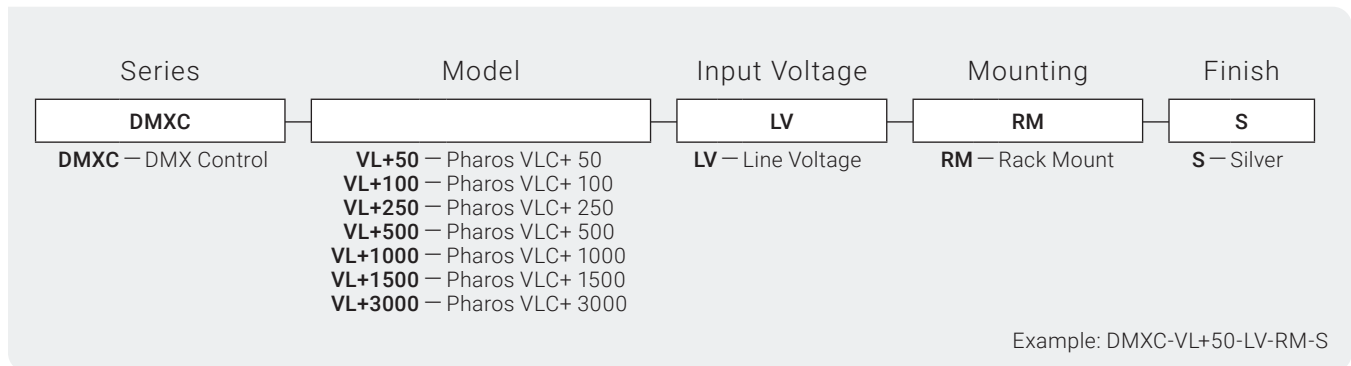 Series Model Input Voltage Mounting Finish
DMXC LV RM S
DMXC — DMX Control VL+50 — Pharos VLC+ 50 LV — Line Voltage RM — Rack Mount S — Silver
VL+100 — Pharos VLC+ 100
VL+250 — Pharos VLC+ 250
VL+500 — Pharos VLC+ 500
VL+1000 — Pharos VLC+ 1000
VL+1500 — Pharos VLC+ 1500
VL+3000 — Pharos VLC+ 3000
Example: DMXC-VL+50-LV-RM-S